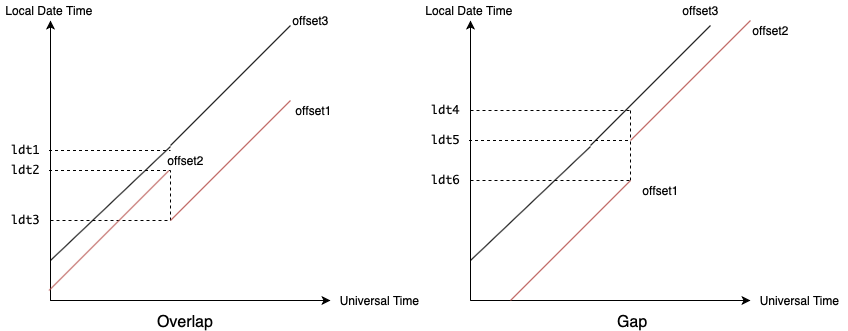 Local Date Time
offset3
offset1
ldt1
offset2
ldt2
ldt3
Universal Time
Overlap
Local Date Time
offset3
offset2
ldt4
ldt5
ldt6
offset1
Universal Time
Gap